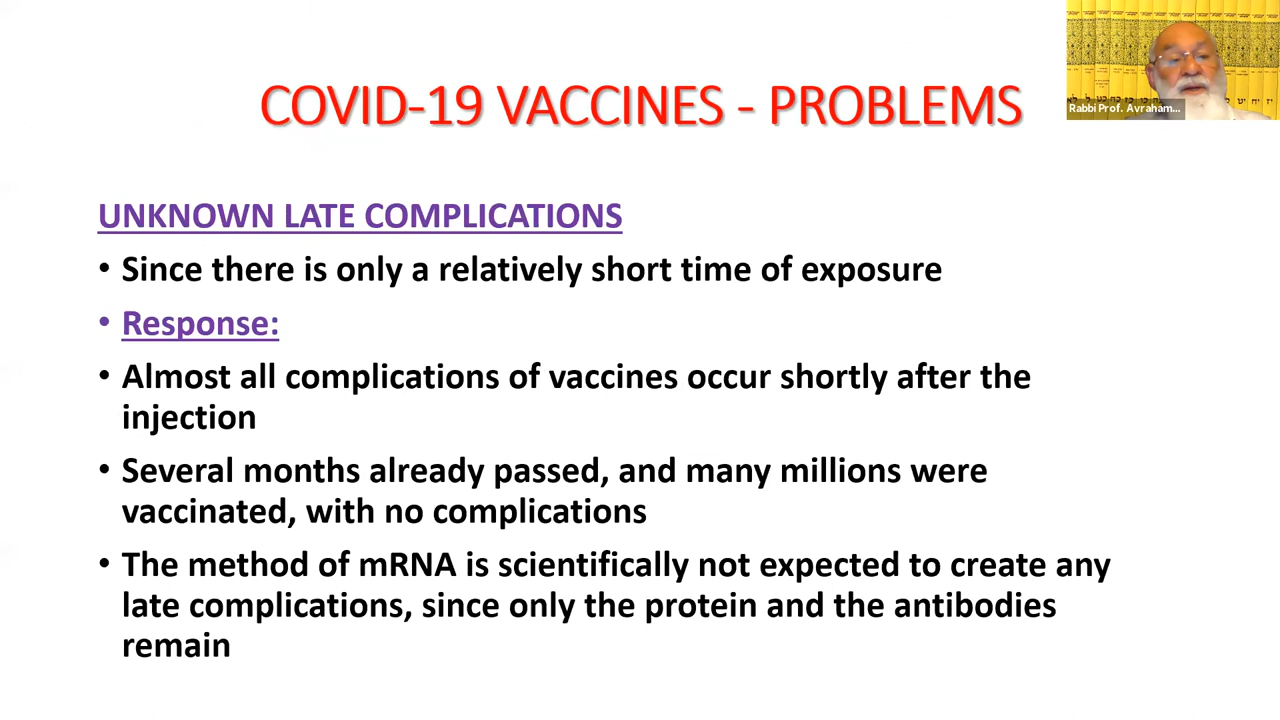 COVID-19 VACCINES - PROBLEMS
Rabbi Prof. Avraham...
UNKNOWN LATE COMPLICATIONS
• Since there is only a relatively short time of exposure
• Response:
• Almost all complications of vaccines occur shortly after the
injection
• Several months already passed, and many millions were
vaccinated, with no complications
• The method of mRNA is scientifically not expected to create any
late complications, since only the protein and the antibodies
remain